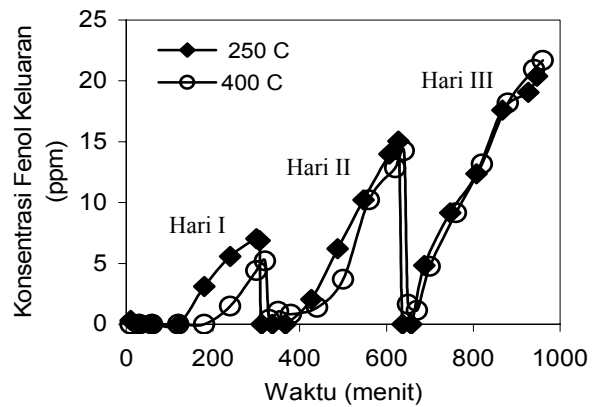 Konsentrasi Fenol Keluaran
(ppm)
25
20
15
10
5
0
250 C
400 C
Hari I
Hari II
Hari III
0 200 400 600 800 1000
Waktu (menit)